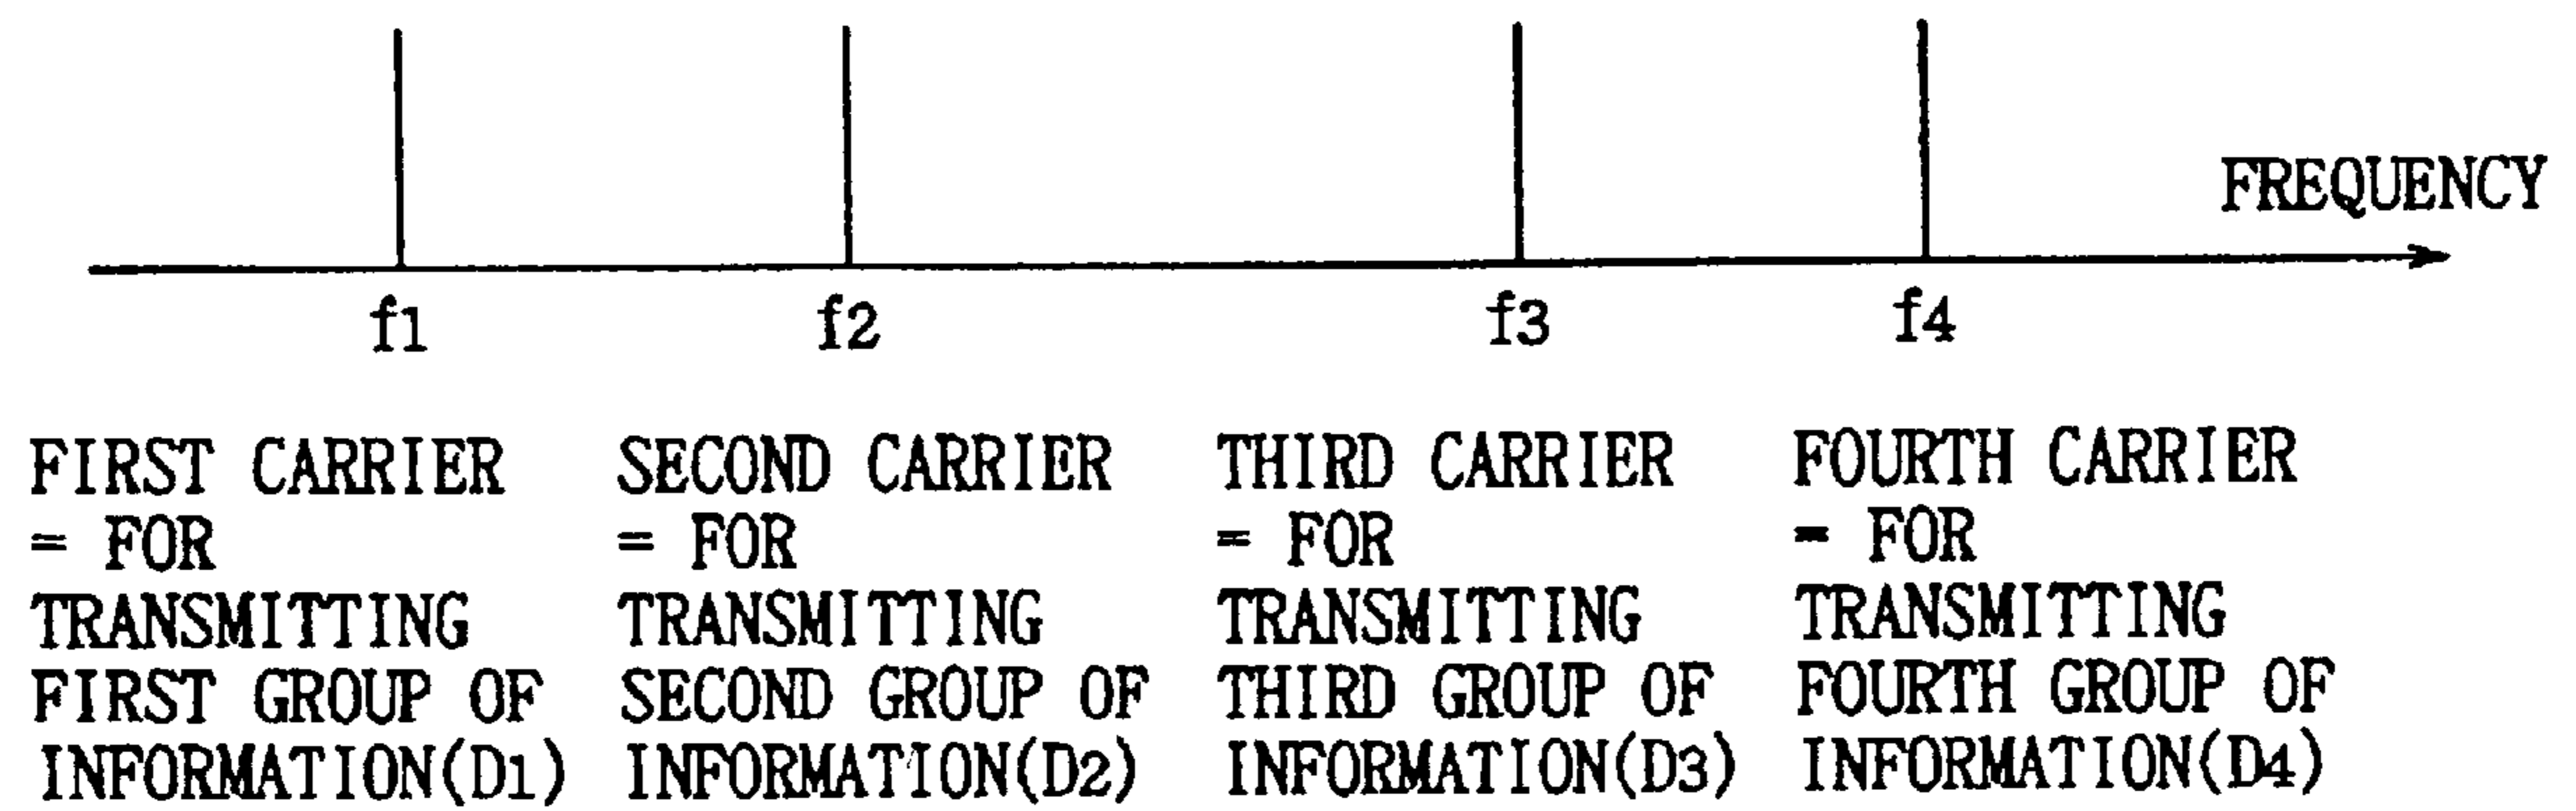 FREQUENCY
f1
f2
f3
f4
FIRST CARRIER
= FOR
TRANSMITTING
FIRST GROUP OF
INFORMATION(D1)
SECOND CARRIER
= FOR
TRANSMITTING
SECOND GROUP OF
INFORMATION(D2)
THIRD CARRIER
= FOR
TRANSMITTING
THIRD GROUP OF
INFORMATION(D3)
FOURTH CARRIER
= FOR
TRANSMITTING
FOURTH GROUP OF
INFORMATION(D4)